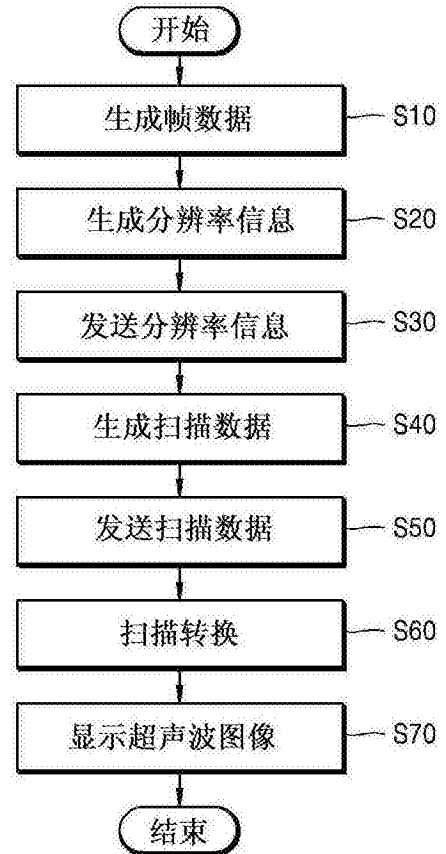 开始
生成帧数据 S10
生成分辨率信息 S20
发送分辨率信息 S30
生成扫描数据 S40
发送扫描数据 S50
扫描转换 S60
显示超声波图像 S70
结束